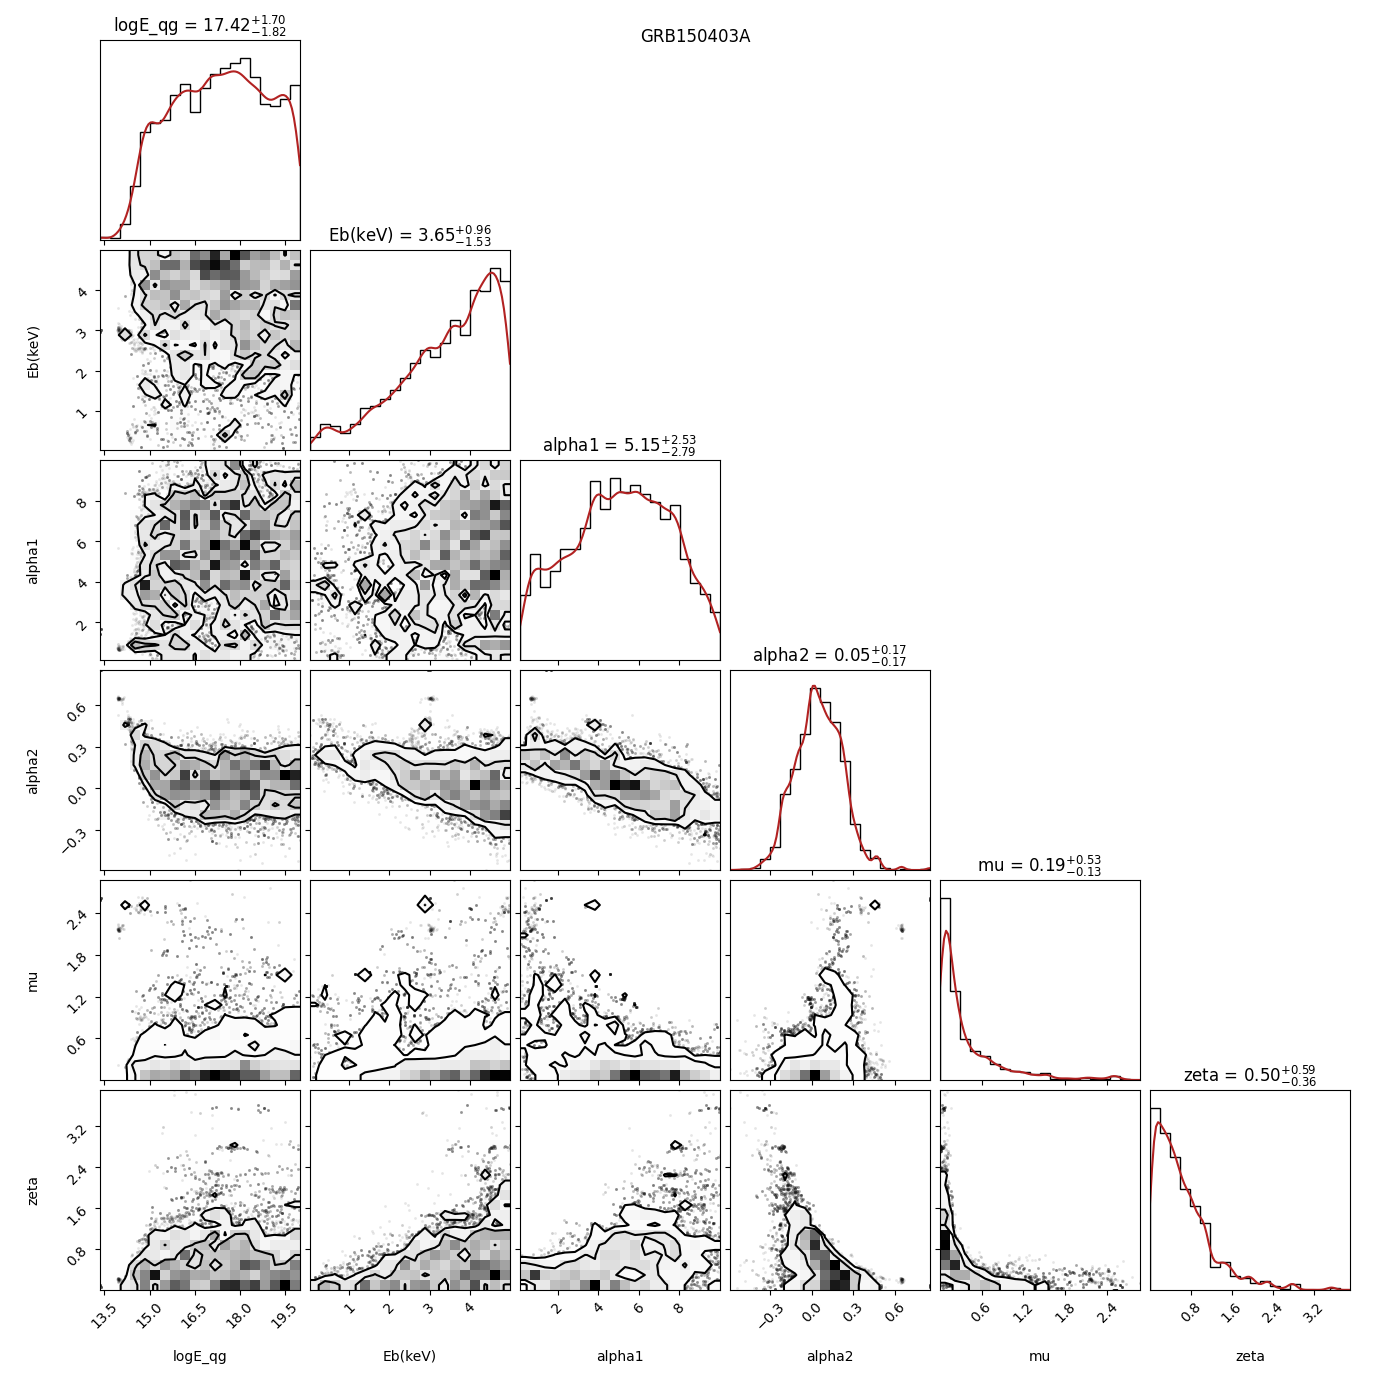 GRB150403A
logE_qg = 17.42+1.70 −1.82
Eb(keV) = 3.65+0.96 −1.53
Eb(keV)
4
3
2
1
alpha1 = 5.15+2.53 −2.79
alpha1
8
6
4
2
alpha2 = 0.05+0.17 −0.17
alpha2
0.6
0.3
0.0
−0.3
mu = 0.19+0.53 −0.13
mu
2.4
1.8
1.2
0.6
zeta = 0.50+0.59 −0.36
zeta
3.2
2.4
1.6
0.8
13.5 15.0 16.5 18.0 19.5 1 2 3 4 2 4 6 8 −0.3 0.0 0.3 0.6 0.6 1.2 1.8 2.4 0.8 1.6 2.4 3.2
logE_qg Eb(keV) alpha1 alpha2 mu zeta